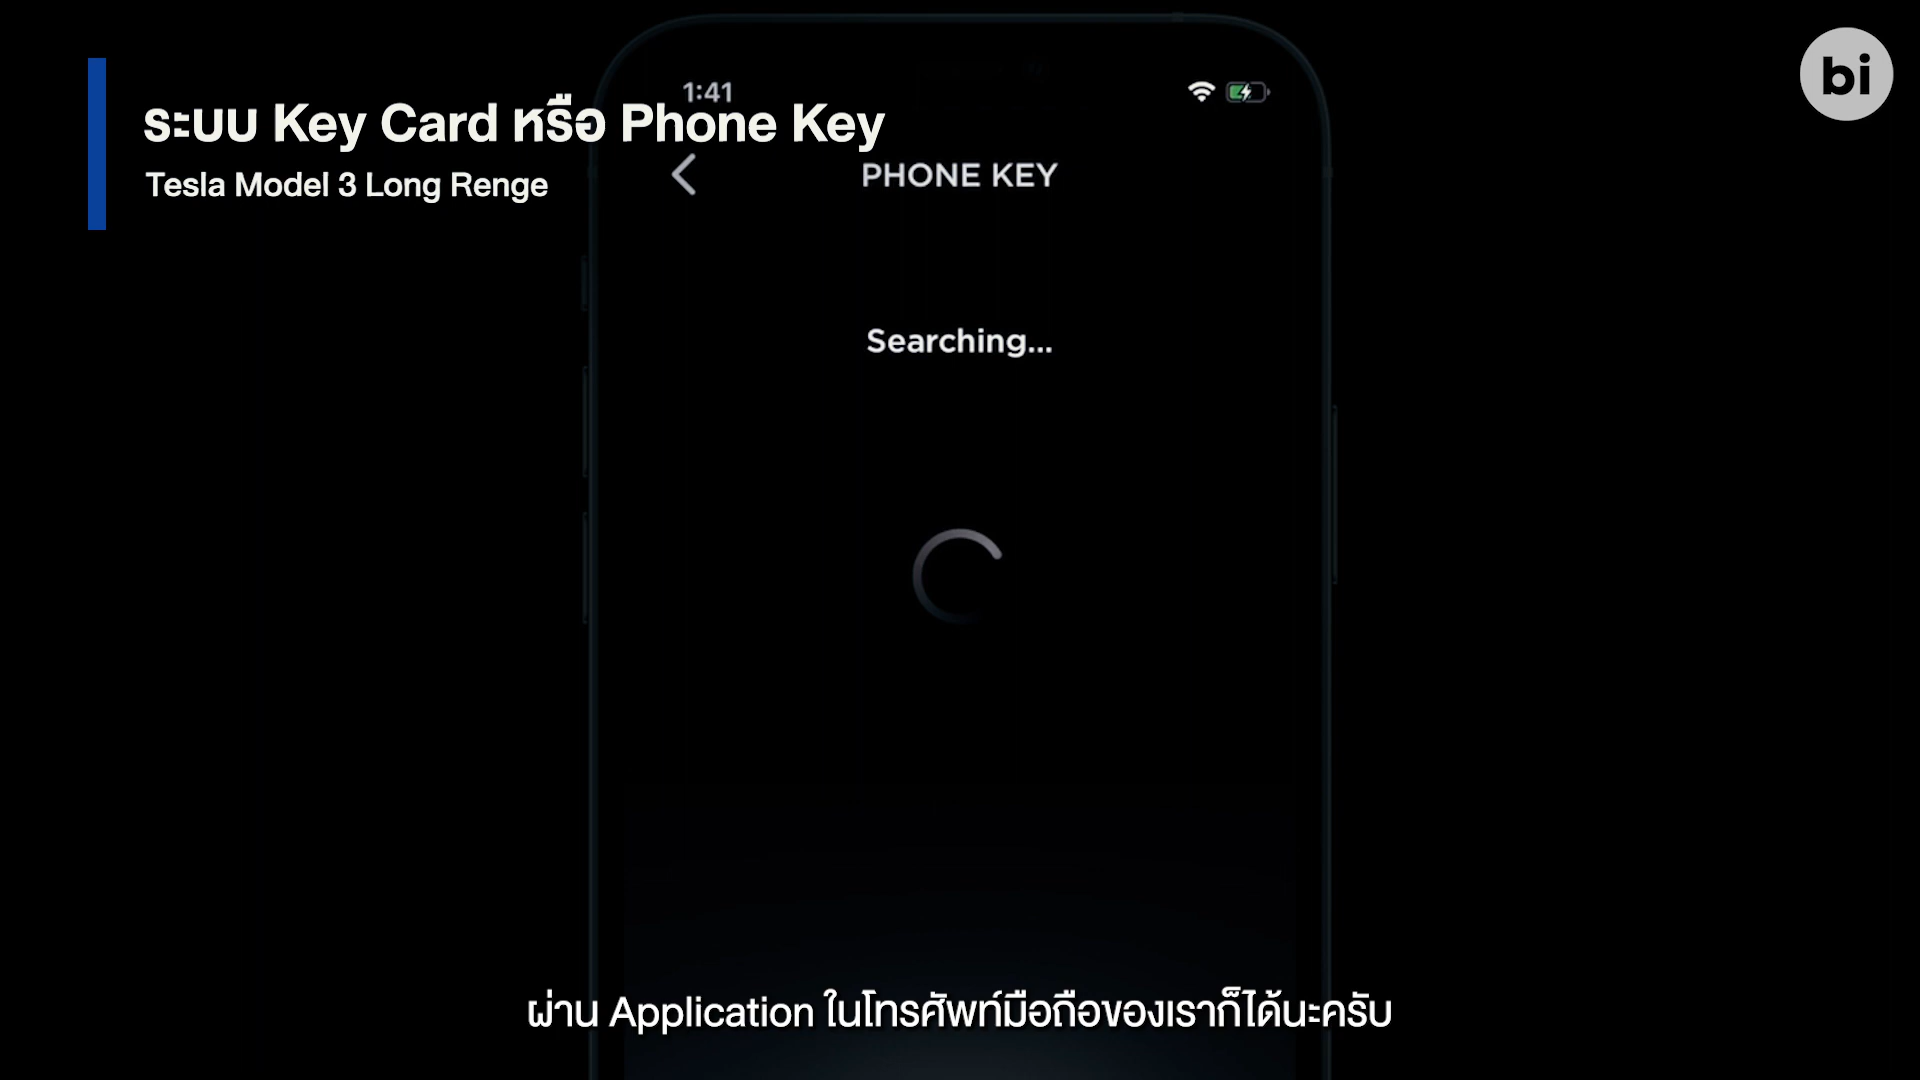 1:41
ระบบ Key Card หรือ Phone Key
Tesla Model 3 Long Renge
PHONE KEY
Searching...
ผ่าน Application ในโทรศัพท์มือถือของเราก็ได้นะครับ
bi